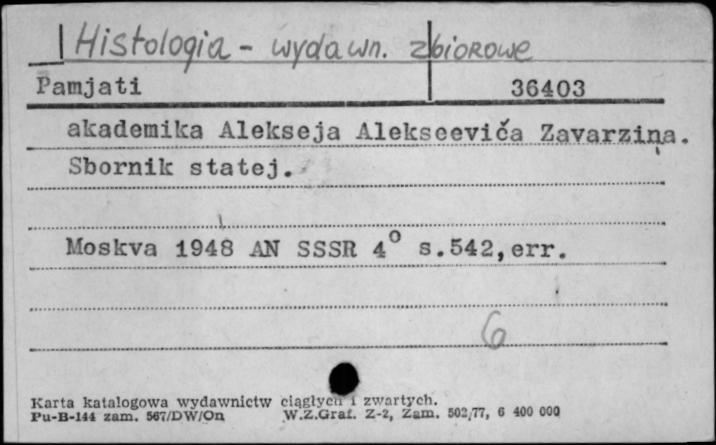 Histologia - wydawn. zbiorowe
Pamjati 36403
akademika Alekseja Alekseeviča Zavarzina.
Sbornik statej.
Moskva 1948 AN SSSR 4° s.542,err.
6
Karta katalogowa wydawnictw ciągłych i zwartych.
Pu-B-144 zam. 567/DW/On W.Z.Graf. Z-2, Zam. 502/77, 6 400 000